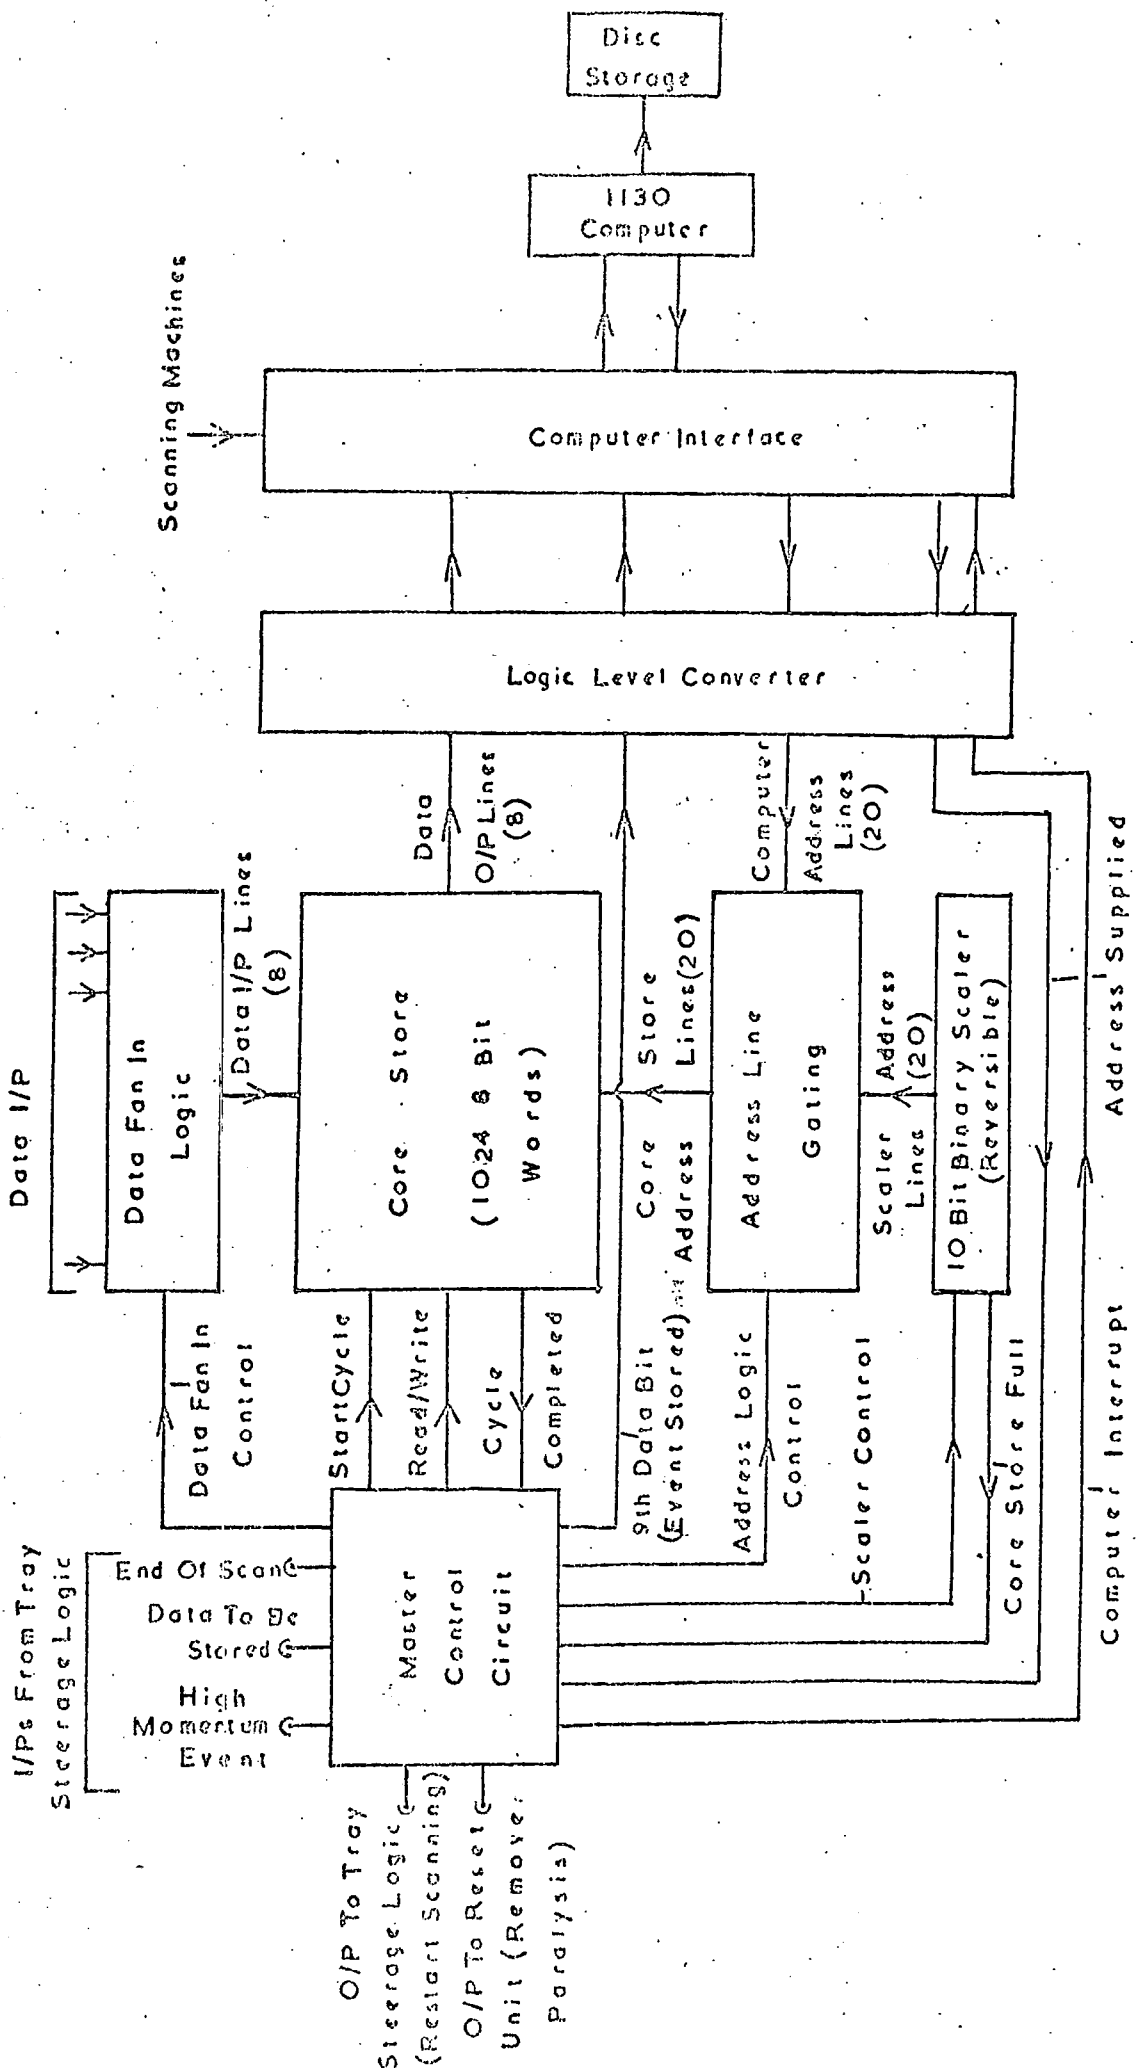 Disc
Storage
1130
Computer
Scanning Machines
Computer Interface
Logic Level Converter
Data
O/P Lines
(8)
Computer
Address
Lines
(20)
Data I/P
Data Fan In
Logic
Data I/P Lines
(8)
Core Store
(1024 8 Bit
Words)
Core Store
Address Lines(20)
Address Line
Gating
Scaler Address
Lines (20)
10 Bit Binary Scaler
(Reversible)
Address Supplied
Data Fan In
Control
Start Cycle
Read/Write
Cycle
Completed
9th Data Bit
(Event Stored)
Address Logic
Control
Scaler Control
Core Store Full
Computer Interrupt
I/Ps From Tray
Steerage Logic
End Of Scan
Data To Be
Stored
High
Momentum
Event
Master
Control
Circuit
O/P To Tray
Steerage Logic
(Restart Scanning)
O/P To Reset
Unit (Remove
Paralysis)